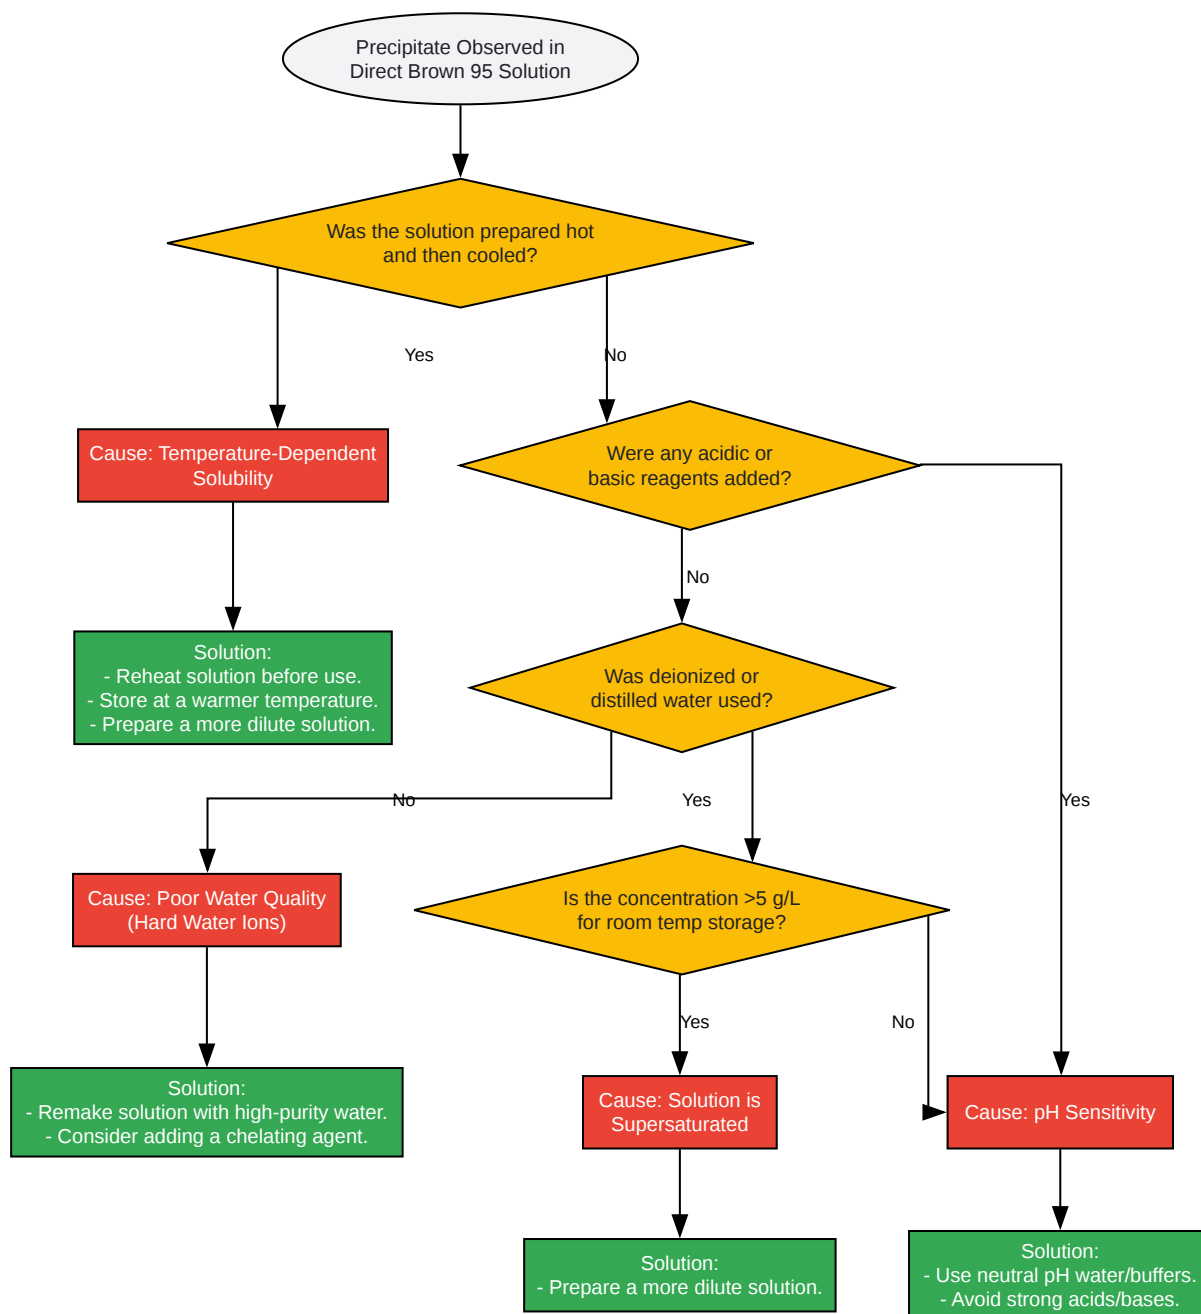 Precipitate Observed in
Direct Brown 95 Solution
Was the solution prepared hot
and then cooled?
Yes
No
Cause: Temperature-Dependent
Solubility
Were any acidic or
basic reagents added?
No
Solution:
- Reheat solution before use.
- Store at a warmer temperature.
- Prepare a more dilute solution.
Was deionized or
distilled water used?
No
Yes
Yes
Cause: Poor Water Quality
(Hard Water Ions)
Is the concentration >5 g/L
for room temp storage?
Yes
No
Solution:
- Remake solution with high-purity water.
- Consider adding a chelating agent.
Cause: Solution is
Supersaturated
Cause: pH Sensitivity
Solution:
- Prepare a more dilute solution.
Solution:
- Use neutral pH water/buffers.
- Avoid strong acids/bases.